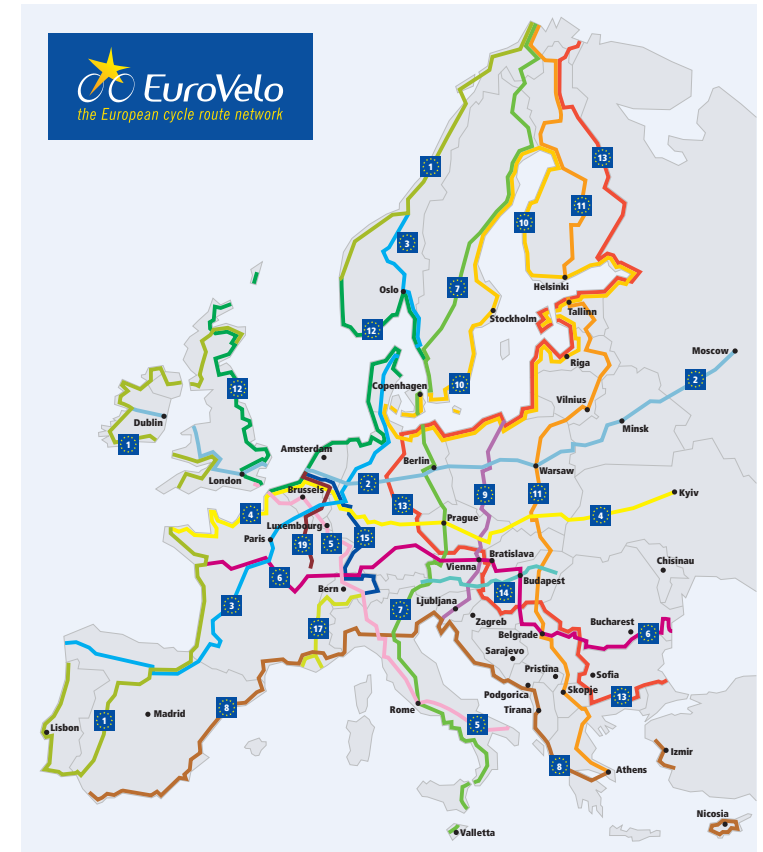 EuroVelo
the European cycle route network
1
13
11
10
3
Oslo
7
Helsinki
12
Stockholm
Tallinn
Moscow
Riga
2
Copenhagen
10
12
Vilnius
Dublin
1
Minsk
Amsterdam
Berlin
Warsaw
London
2
Brussels
9
11
Kyiv
13
4
4
Prague
Luxembourg
Paris
19
5
15
Bratislava
Vienna
Chisinau
6
Budapest
Bern
14
3
Ljubljana
7
Zagreb
Bucharest
17
Belgrade
6
Sarajevo
Pristina
Sofia
Podgorica
Skopje
13
8
Rome
Tirana
Madrid
1
Lisbon
5
Izmir
8
Athens
Nicosia
Valletta